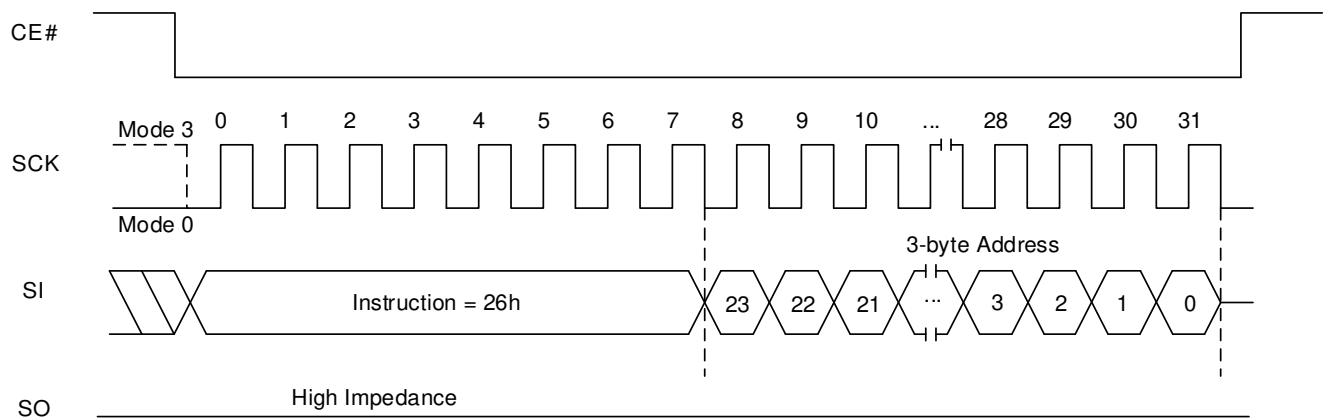 CE#
Mode 3 0 1 2 3 4 5 6 7 8 9 10 ... 28 29 30 31
SCK
Mode 0
3-byte Address
SI Instruction = 26h 23 22 21 ... 3 2 1 0
High Impedance
SO